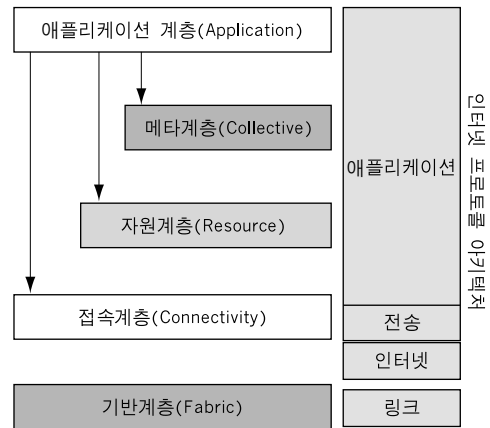 애플리케이션 계층(Application)
메타계층(Collective)
자원계층(Resource)
접속계층(Connectivity)
기반계층(Fabric)
애플리케이션
전송
인터넷
링크
인터넷 프로토콜 아키텍처